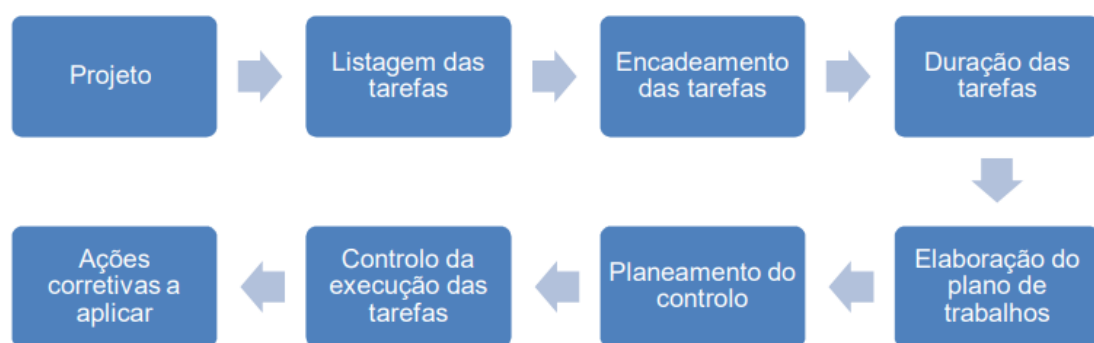 Projeto
Listagem das
tarefas
Encadeamento
das tarefas
Duração das
tarefas
Elaboração do
plano de
trabalhos
Planeamento do
controlo
Controlo da
execução das
tarefas
Ações
corretivas a
aplicar